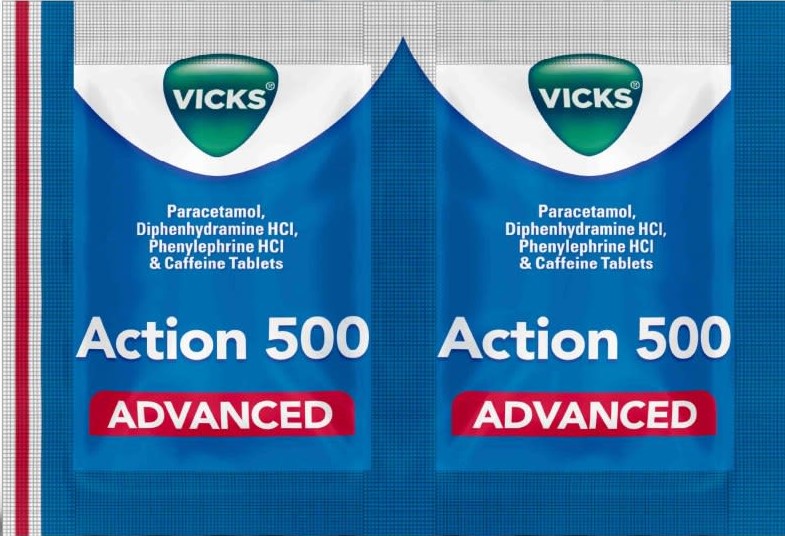 VICKS®
Paracetamol,
Diphenhydramine HCl,
Phenylephrine HCl
& Caffeine Tablets
Action 500
ADVANCED
VICKS®
Paracetamol,
Diphenhydramine HCl,
Phenylephrine HCl
& Caffeine Tablets
Action 500
ADVANCED